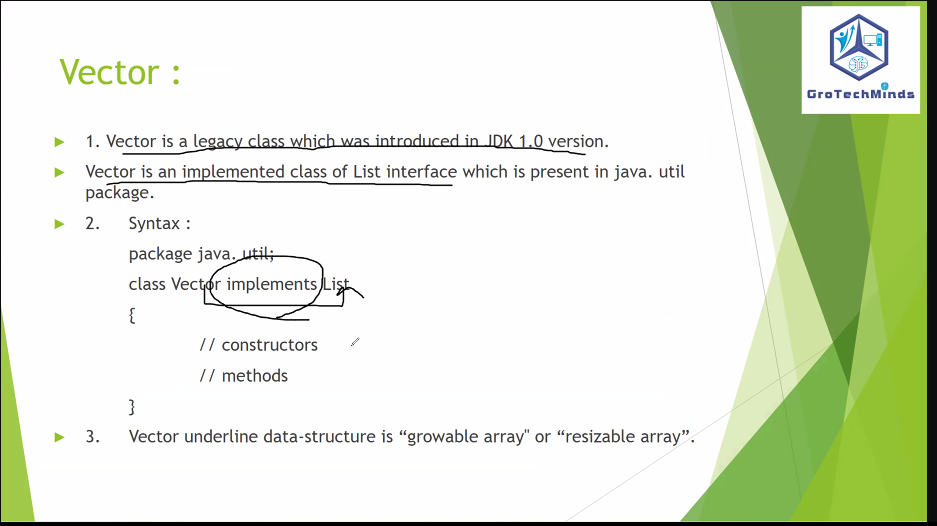 GroTechMinds
Vector :
1. Vector is a legacy class which was introduced in JDK 1.0 version.
Vector is an implemented class of List interface which is present in java. util
package.
2. Syntax :
package java. util;
class Vector implements List
{
// constructors
// methods
}
3. Vector underline data-structure is “growable array" or “resizable array”.